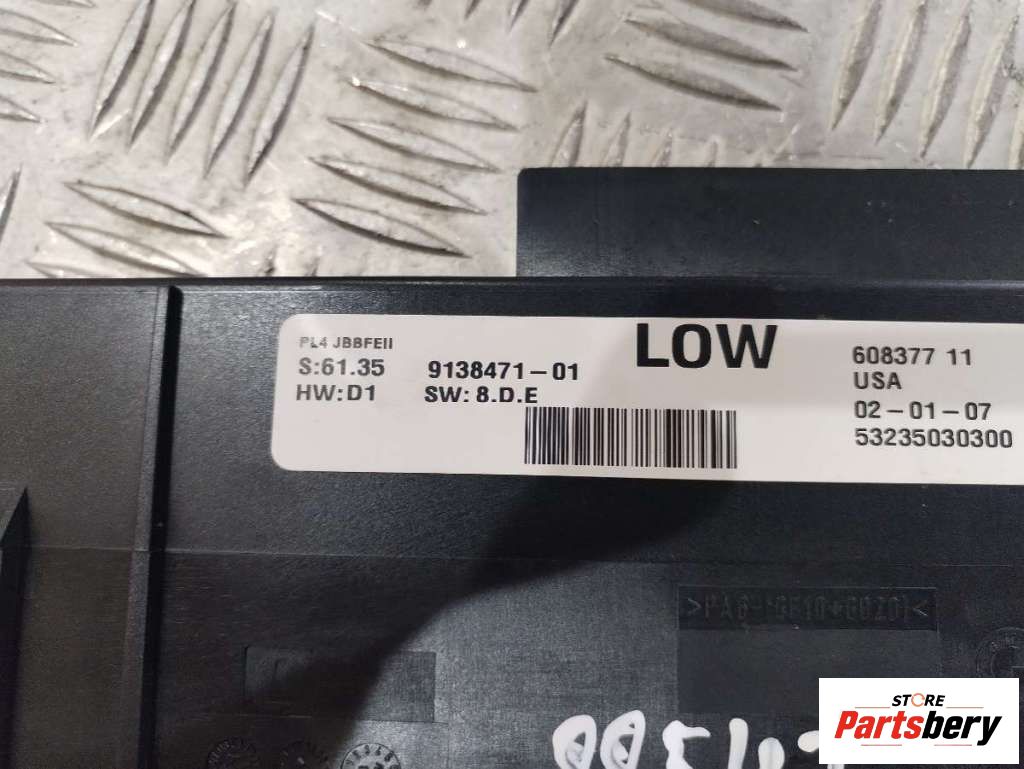 LOW
PL4 JBBFEII
S:61.35 9138471-01
HW:D1 SW: 8.D.E
608377 11
USA
02-01-07
53235030300
STORE
Partsbery